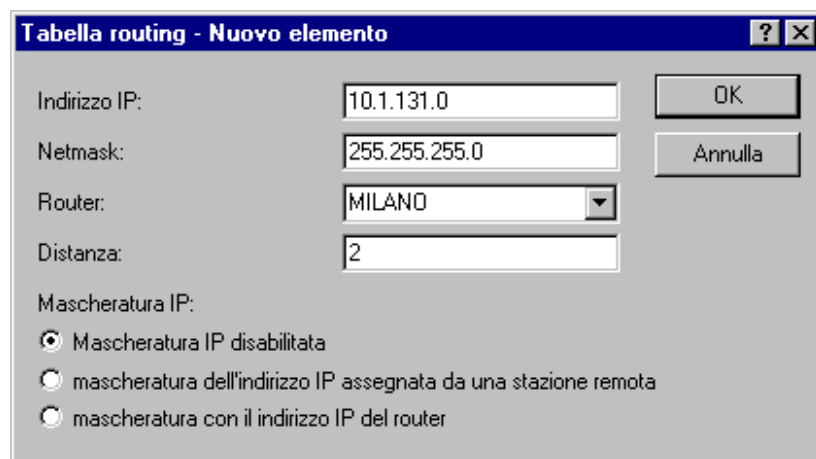 Tabella routing - Nuovo elemento
Indirizzo IP: 10.1.131.0 OK
Netmask: 255.255.255.0 Annulla
Router: MILANO
Distanza: 2
Mascheratura IP:
Mascheratura IP disabilitata
mascheratura dell'indirizzo IP assegnata da una stazione remota
mascheratura con il indirizzo IP del router